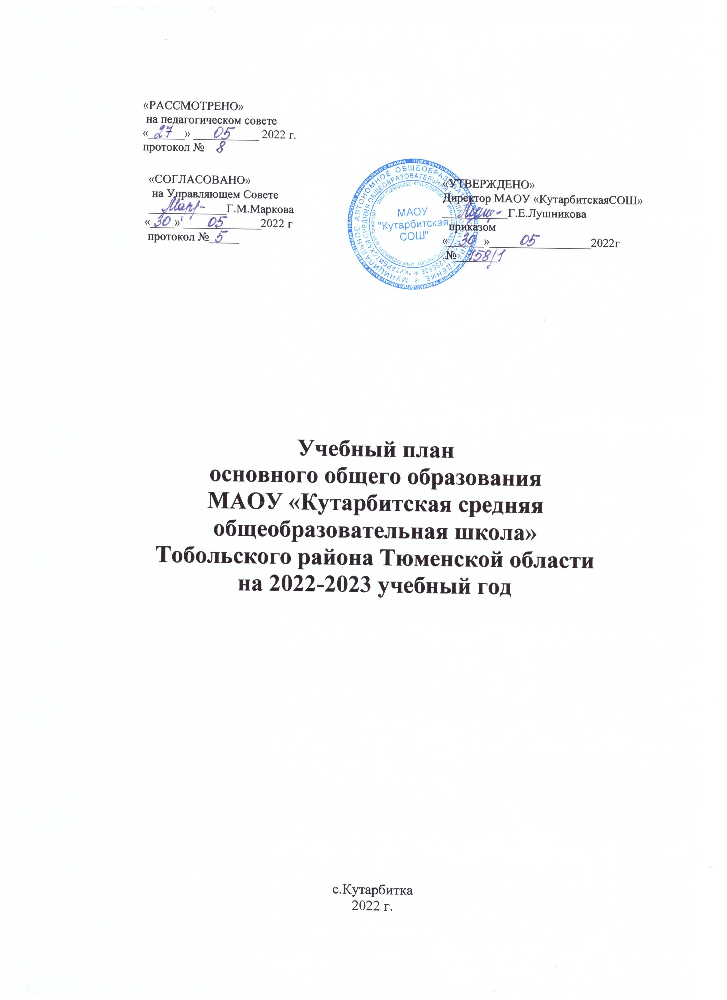 «РАССМОТРЕНО»
на педагогическом совете
«27» 05 2022 г.
протокол № 8
«СОГЛАСОВАНО»
на Управляющем Совете
Г.М.Маркова
«30» 05 2022 г
протокол № 5
МАОУ
"Кутарбитская
СОШ"
«УТВЕРЖДЕНО»
Директор МАОУ «КутарбитскаяСОШ»
Г.Е.Лушникова
приказом
«30» 05 2022г
.№ 158/1
Учебный план
основного общего образования
МАОУ «Кутарбитская средняя
общеобразовательная школа»
Тобольского района Тюменской области
на 2022-2023 учебный год
с.Кутарбитка
2022 г.